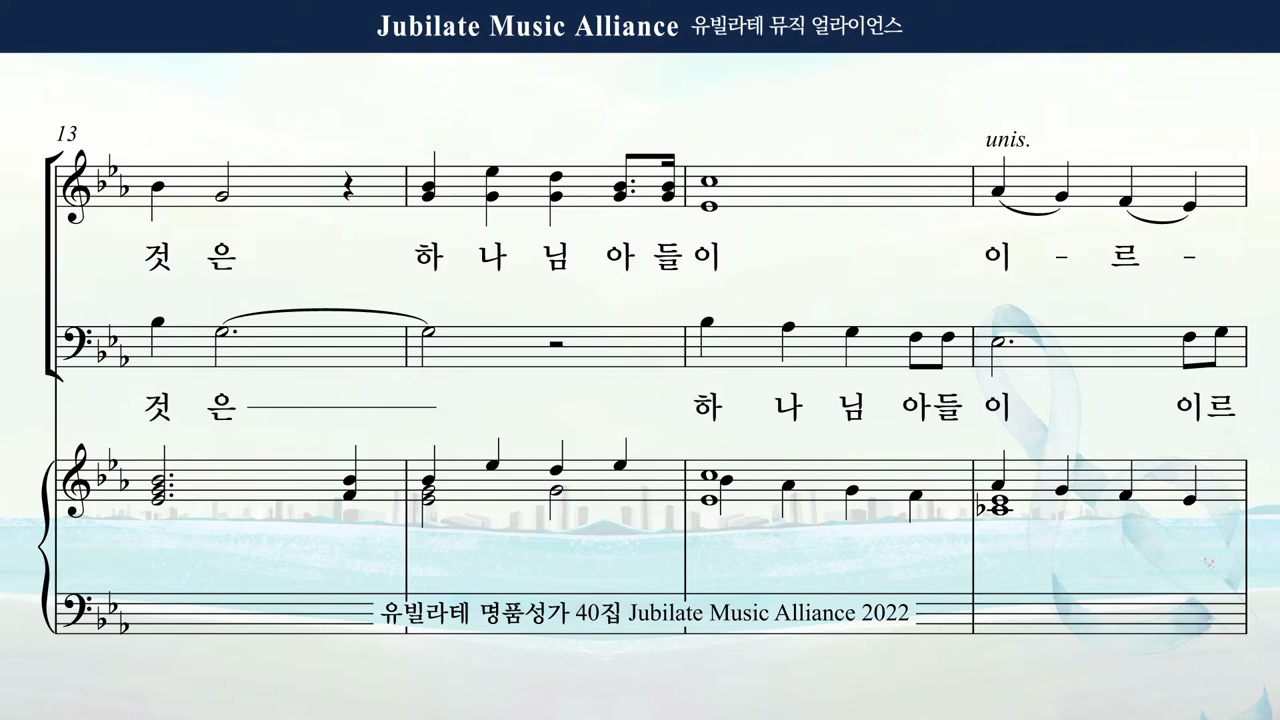 Jubilate Music Alliance 유빌라테 뮤직 얼라이언스
13
unis.
것 은 하 나 님 아 들 이 이 - 르 -
것 은 하 나 님 아 들 이 이 르
유빌라테 명품성가 40집 Jubilate Music Alliance 2022